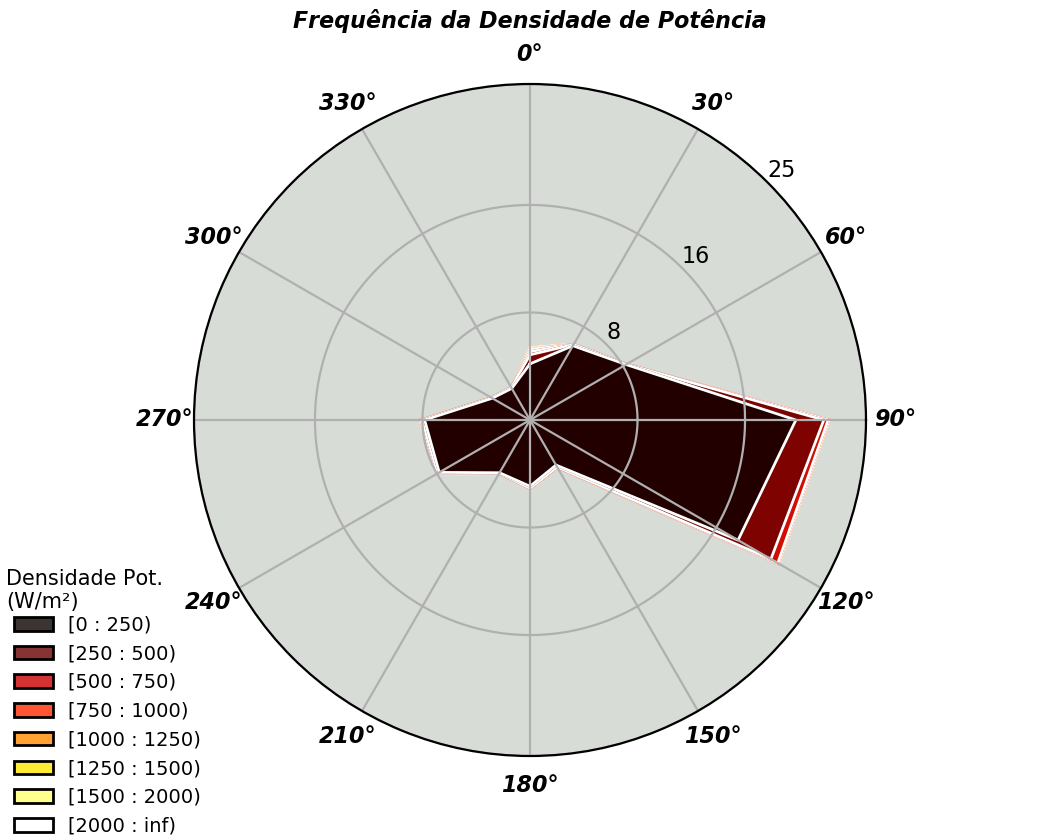 Frequência da Densidade de Potência
0°
330°
30°
25
300°
60°
16
8
270°
90°
240°
120°
210°
150°
180°
Densidade Pot.
(W/m²)
[0 : 250)
[250 : 500)
[500 : 750)
[750 : 1000)
[1000 : 1250)
[1250 : 1500)
[1500 : 2000)
[2000 : inf)